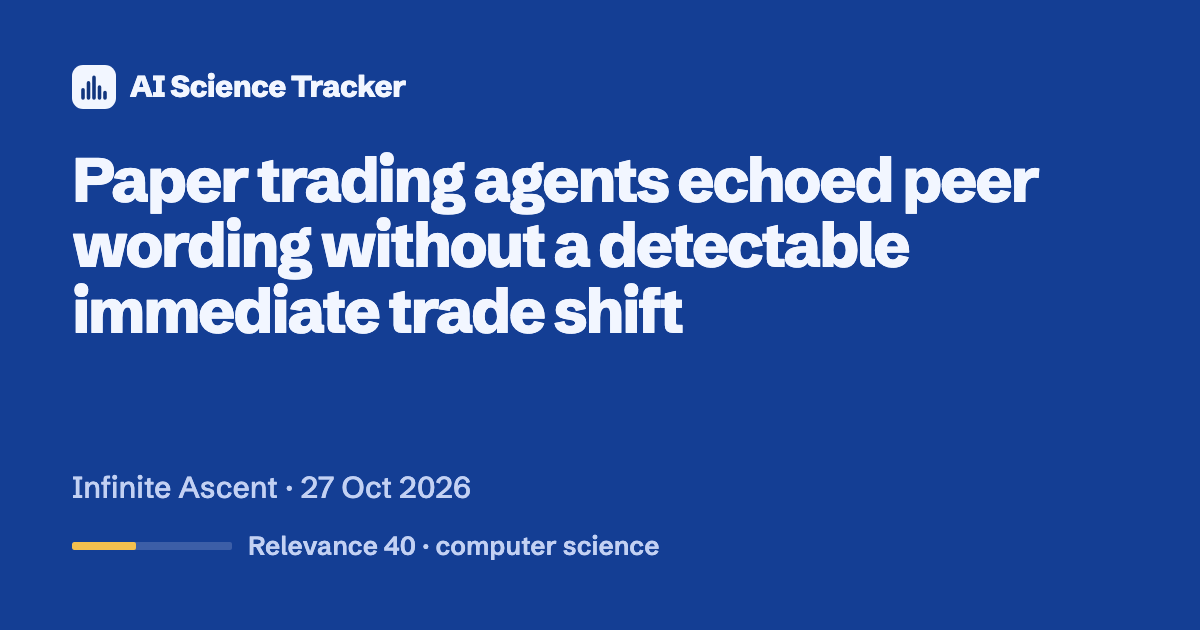 AI Science Tracker
Paper trading agents echoed peer
wording without a detectable
immediate trade shift
Infinite Ascent · 27 Oct 2026
Relevance 40 · computer science